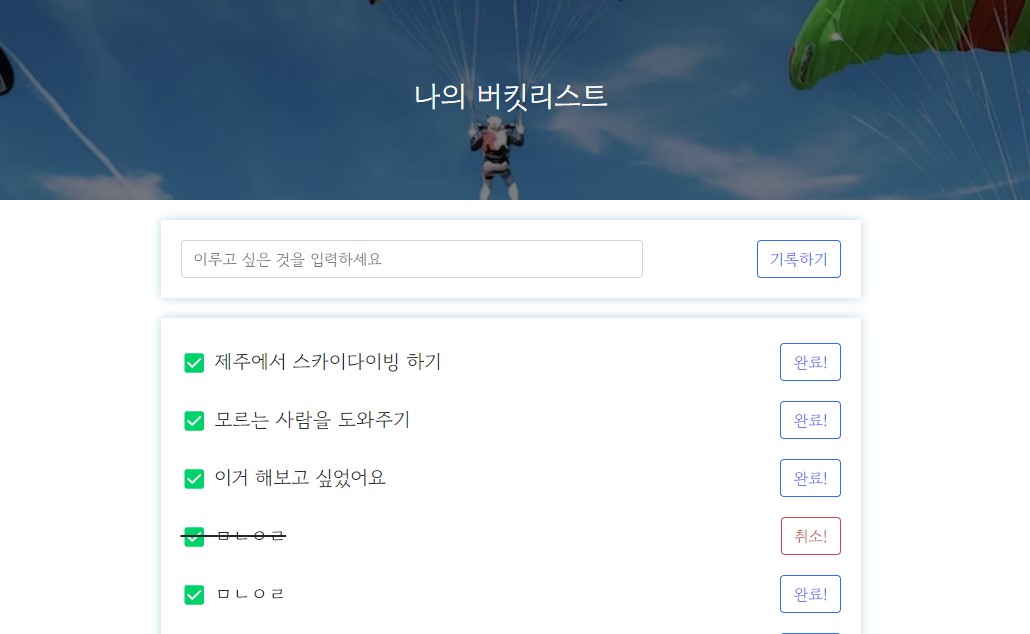 나의 버킷리스트
이루고 싶은 것을 입력하세요 기록하기
✅ 제주에서 스카이다이빙 하기 완료!
✅ 모르는 사람을 도와주기 완료!
✅ 이거 해보고 싶었어요 완료!
✅ ㅁㄴㅇㄹ 취소!
✅ ㅁㄴㅇㄹ 완료!